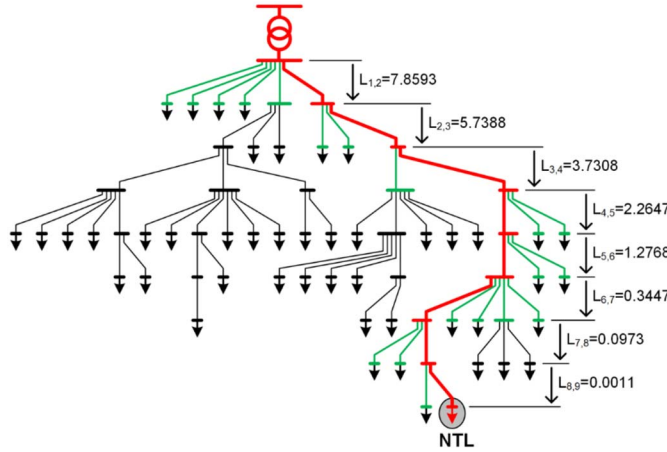 L1,2=7.8593
L2,3=5.7388
L3,4=3.7308
L4,5=2.2647
L5,6=1.2768
L6,7=0.3447
L7,8=0.0973
L8,9=0.0011
NTL